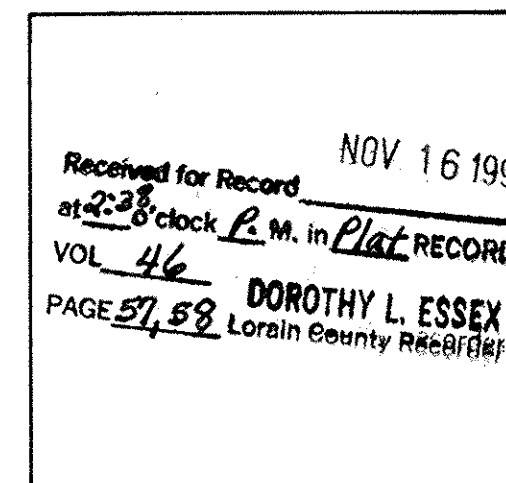 Received for Record NOV 16 199
at 2:38 o'clock P. M. in Plat RECORD
VOL 46
PAGE 57, 58 DOROTHY L. ESSEX
Lorain County Recorder